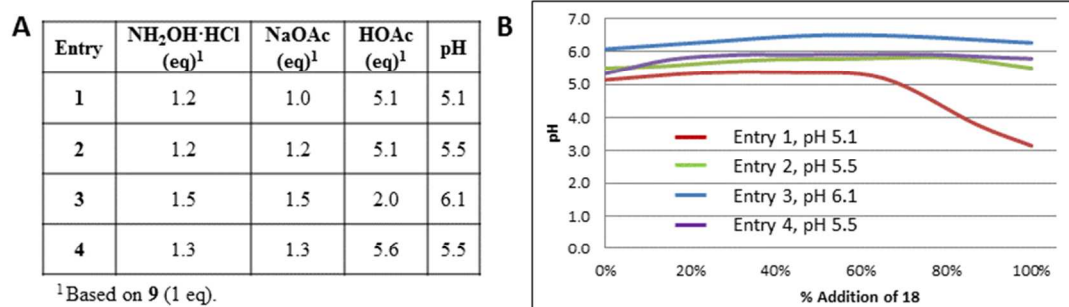 A
Entry NH₂OH·HCl (eq)¹ NaOAc (eq)¹ HOAc (eq)¹ pH
1 1.2 1.0 5.1 5.1
2 1.2 1.2 5.1 5.5
3 1.5 1.5 2.0 6.1
4 1.3 1.3 5.6 5.5
¹ Based on 9 (1 eq).
B
7.0
6.0
5.0
4.0
3.0
2.0
1.0
0.0
pH
Entry 1, pH 5.1
Entry 2, pH 5.5
Entry 3, pH 6.1
Entry 4, pH 5.5
0% 20% 40% 60% 80% 100%
% Addition of 18